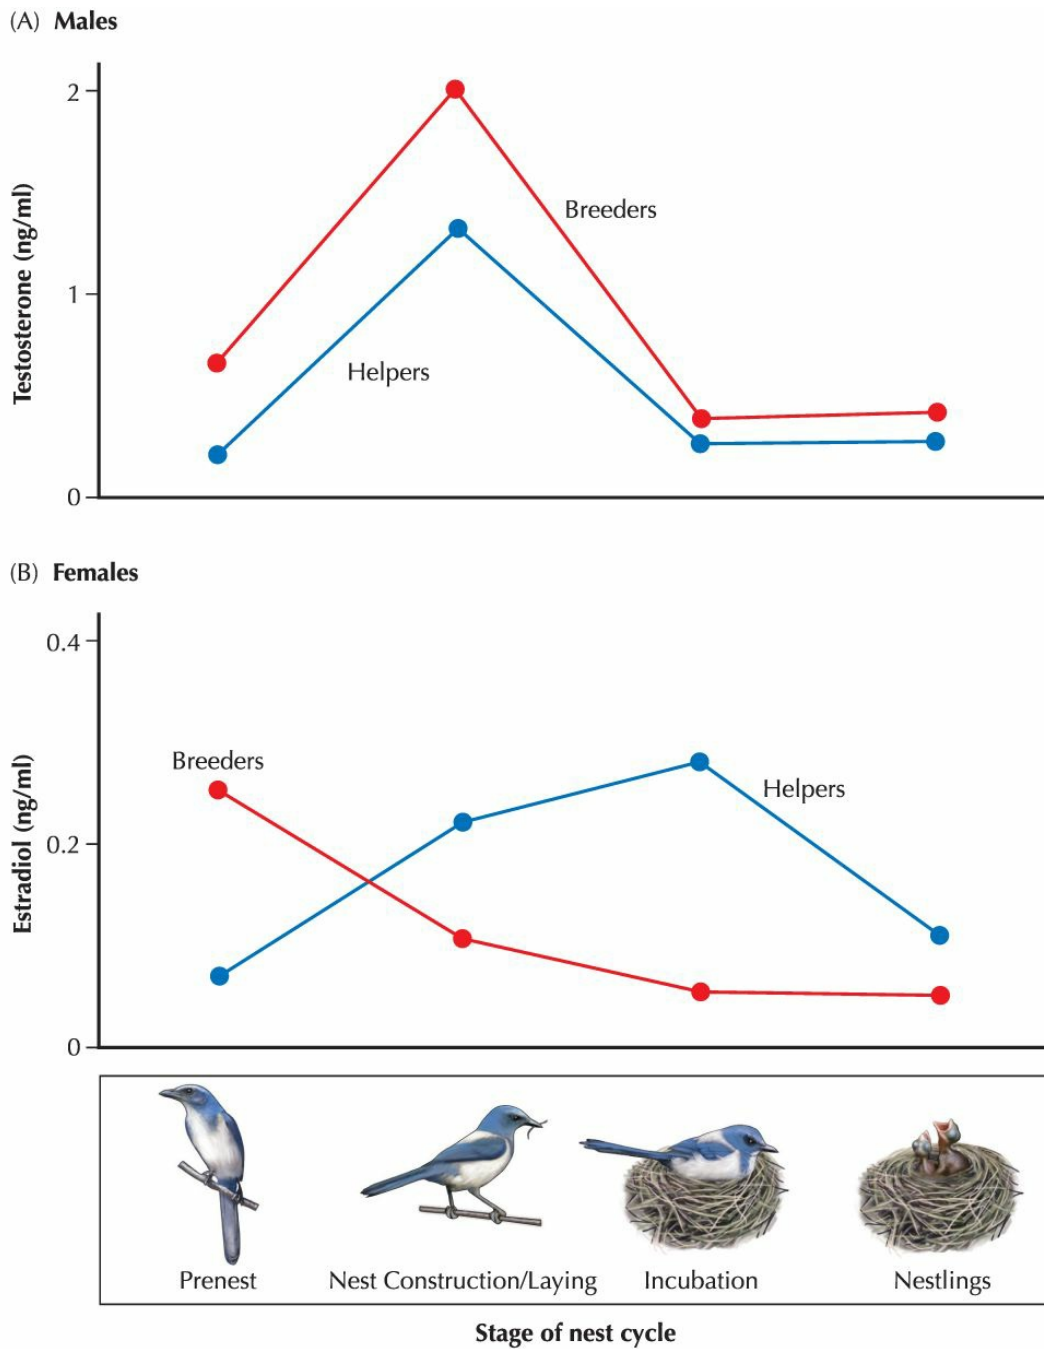 (A) Males
2
1
0
Testosterone (ng/ml)
Breeders
Helpers
(B) Females
0.4
0.2
0
Estradiol (ng/ml)
Breeders
Helpers
Prenest
Nest Construction/Laying
Incubation
Nestlings
Stage of nest cycle